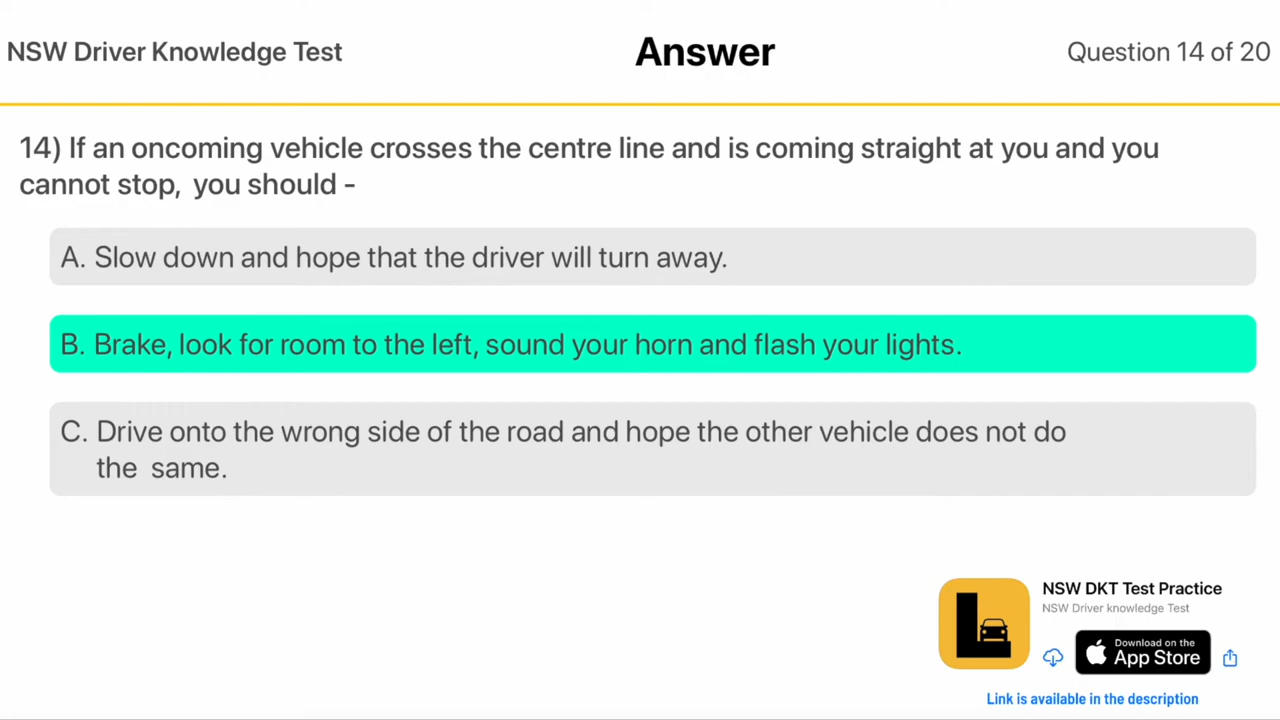 NSW Driver Knowledge Test
Answer
Question 14 of 20
14) If an oncoming vehicle crosses the centre line and is coming straight at you and you
cannot stop, you should -
A. Slow down and hope that the driver will turn away.
B. Brake, look for room to the left, sound your horn and flash your lights.
C. Drive onto the wrong side of the road and hope the other vehicle does not do
the same.
NSW DKT Test Practice
NSW Driver knowledge Test
Download on the
App Store
Link is available in the description